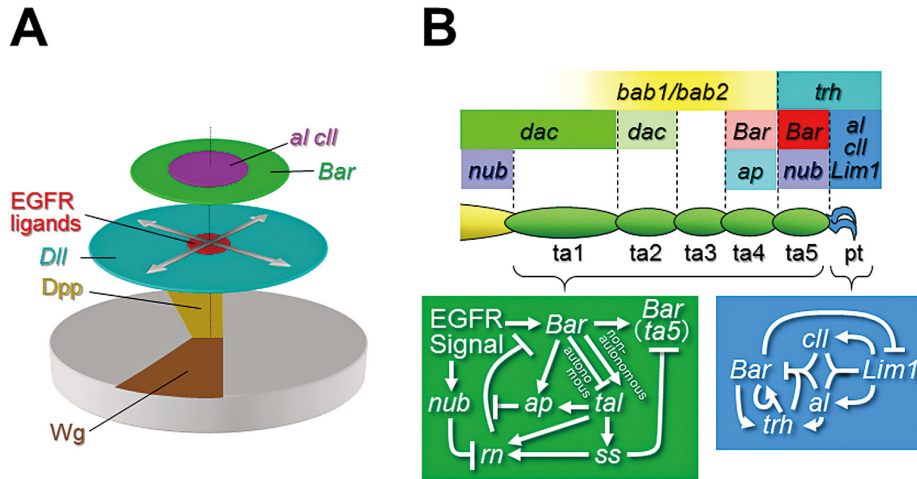 A
al cll
Bar
EGFR
ligands
Dll
Dpp
Wg
B
bab1/bab2
trh
dac
dac
Bar
Bar
al
cll
Lim1
nub
ap
nub
ta1
ta2
ta3
ta4
ta5
pt
EGFR
Signal
Bar
Bar
(ta5)
autono
mous
non-
autonomous
nub
ap
tal
rn
ss
cll
Bar
Lim1
al
trh